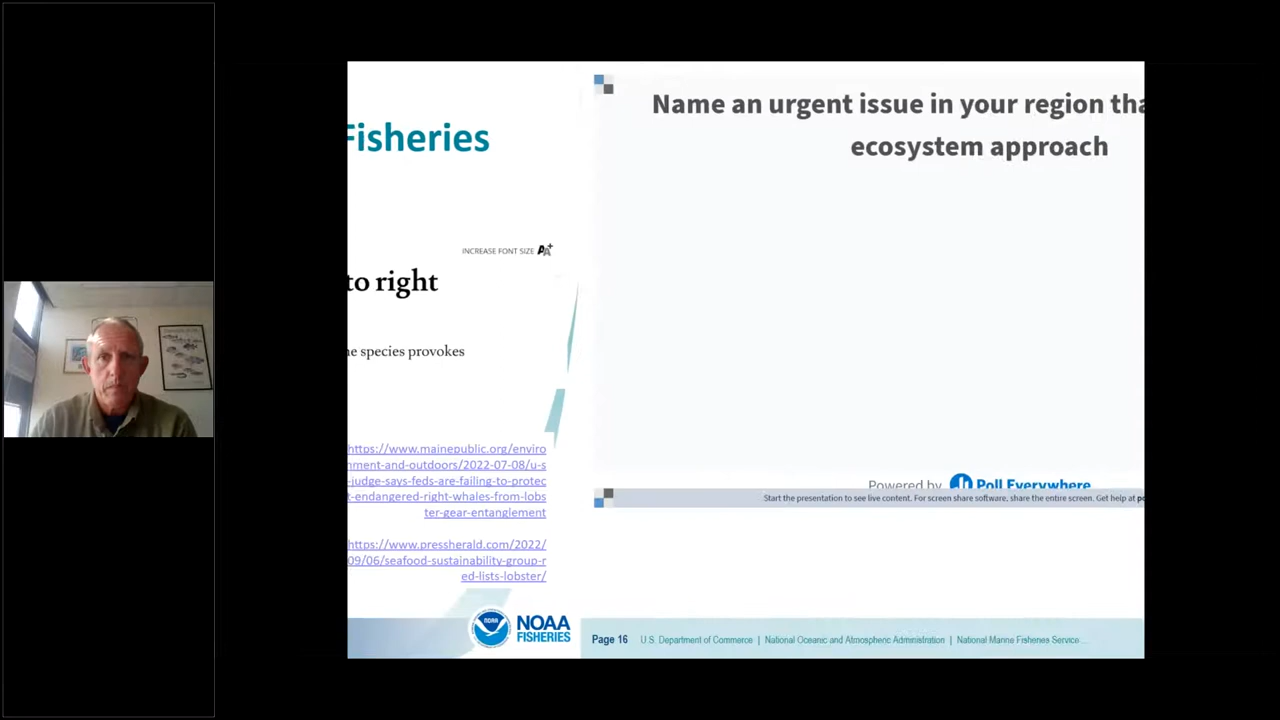 Fisheries
INCREASE FONT SIZE
to right
species provokes
https://www.mainepublic.org/enviro
nment-and-outdoors/2022-07-08/u-s
-judge-says-feds-are-failing-to-protec
t-endangered-right-whales-from-lobs
ter-gear-entanglement
https://www.pressherald.com/2022/
09/06/seafood-sustainability-group-r
ed-lists-lobster/
NOAA
NOAA
FISHERIES
Name an urgent issue in your region tha
ecosystem approach
Powered by Poll Everywhere
Start the presentation to see live content. For screen share software, share the entire screen. Get help at po
Page 16 U.S. Department of Commerce | National Oceanic and Atmospheric Administration | National Marine Fisheries Service